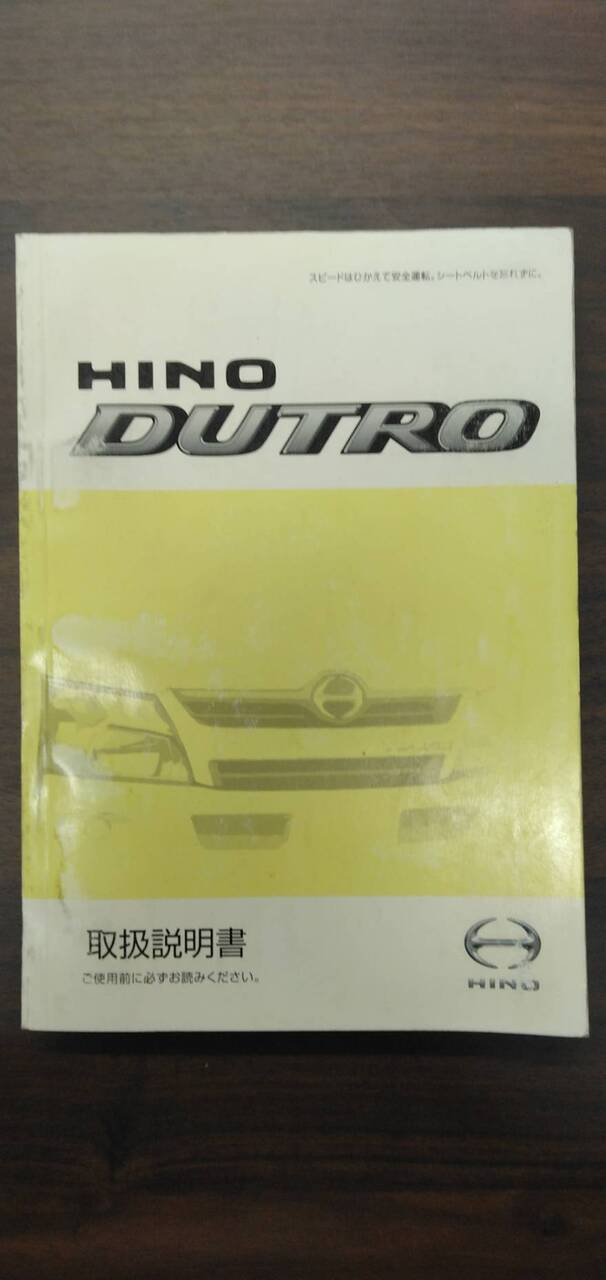 スピードはひかえて安全運転。シートベルトを忘れずに。
HINO
DUTRO
取扱説明書
ご使用前に必ずお読みください。
HINO